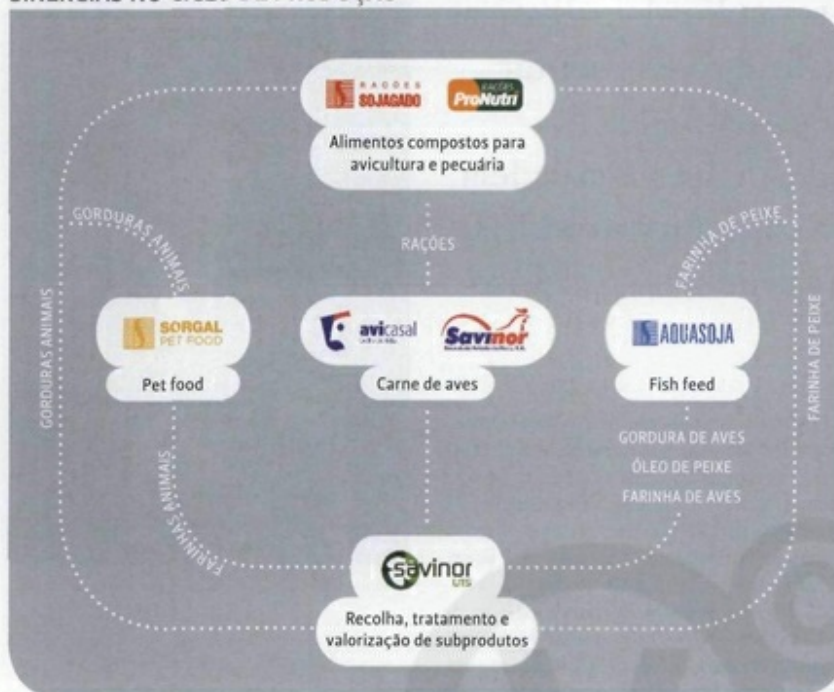 RAÇÕES
SOJAGADO
RAÇÕES
ProNutri
Alimentos compostos para
avicultura e pecuária
GORDURAS ANIMAIS
RAÇÕES
FARINHA DE PEIXE
GORDURAS ANIMAIS
FARINHA DE PEIXE
SORGAL
PET FOOD
avicasal
Savinor
AQUASOJA
Pet food
Carne de aves
Fish feed
GORDURA DE AVES
ÓLEO DE PEIXE
FARINHA DE AVES
FARINHAS ANIMAIS
savinor
UTS
Recolha, tratamento e
valorização de subprodutos